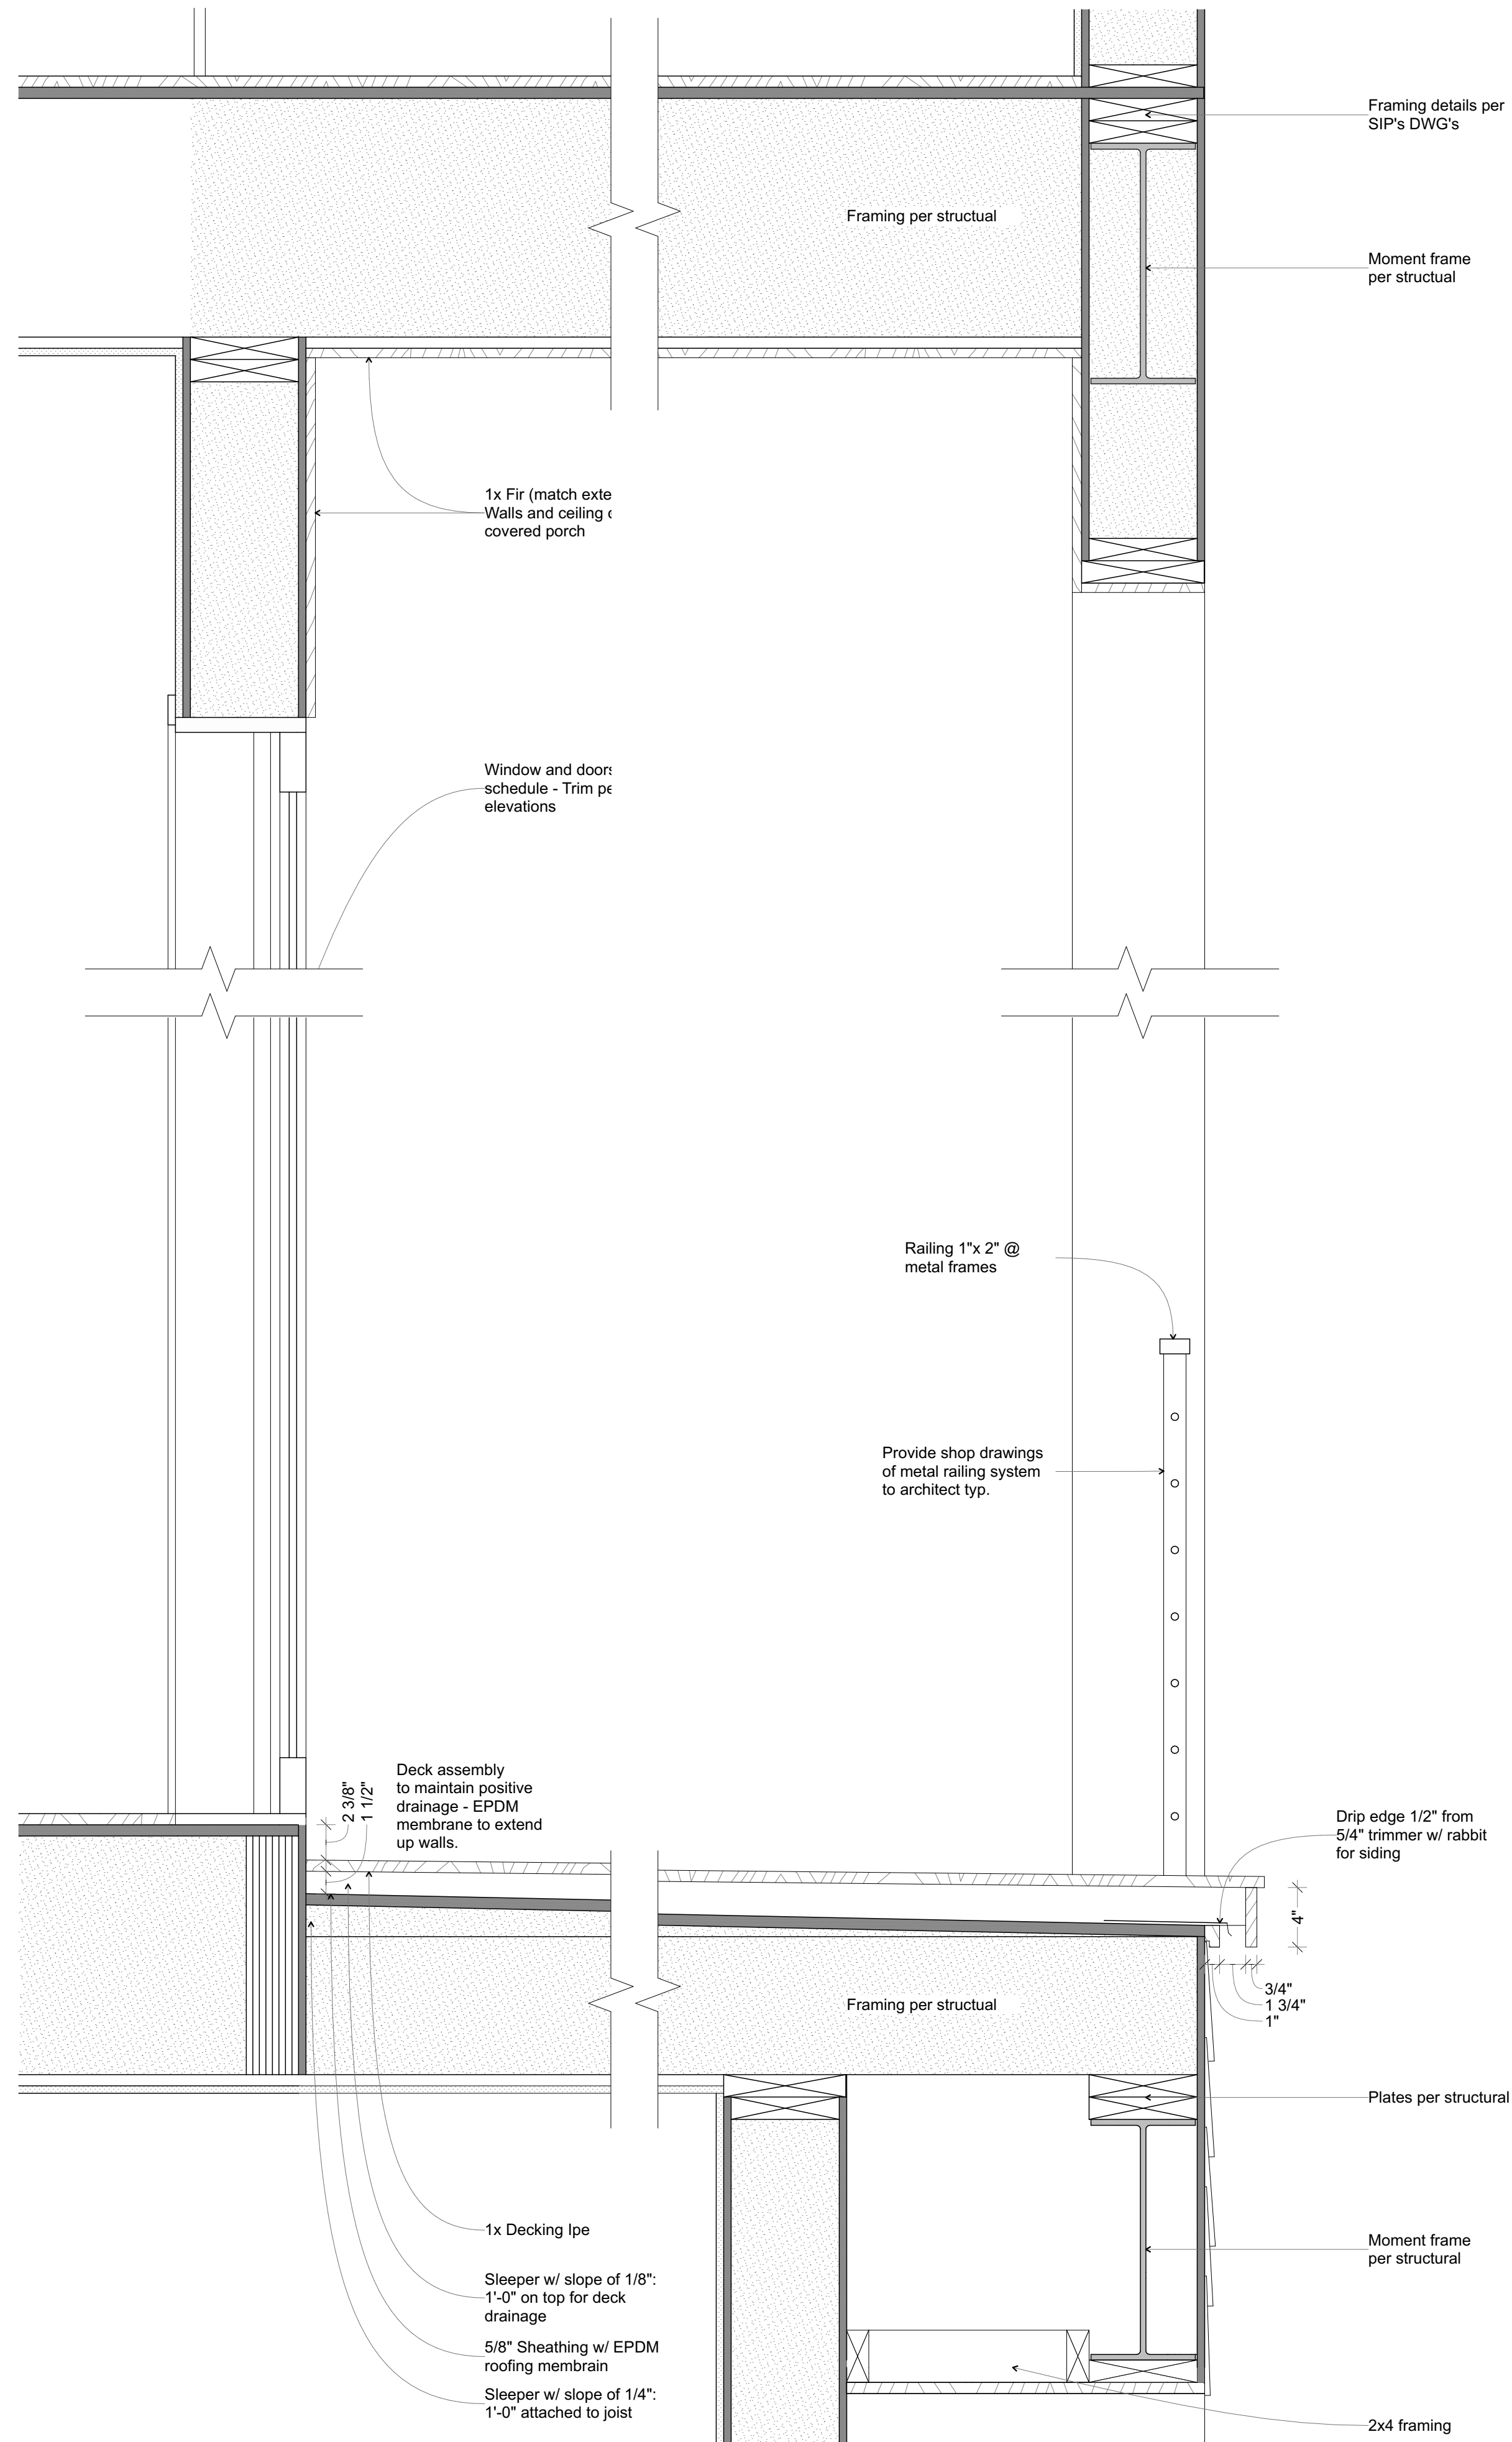 Framing details per
SIP's DWG's
Framing per structual
Moment frame
per structual
1x Fir (match exte
Walls and ceiling
covered porch
Window and doors
schedule - Trim pe
elevations
Railing 1"x 2" @
metal frames
Provide shop drawings
of metal railing system
to architect typ.
2 3/8"
1 1/2"
Deck assembly
to maintain positive
drainage - EPDM
membrane to extend
up walls.
Drip edge 1/2" from
5/4" trimmer w/ rabbit
for siding
4"
3/4"
1 3/4"
1"
Framing per structual
Plates per structural
1x Decking Ipe
Moment frame
per structural
Sleeper w/ slope of 1/8":
1'-0" on top for deck
drainage
5/8" Sheathing w/ EPDM
roofing membrain
Sleeper w/ slope of 1/4":
1'-0" attached to joist
2x4 framing